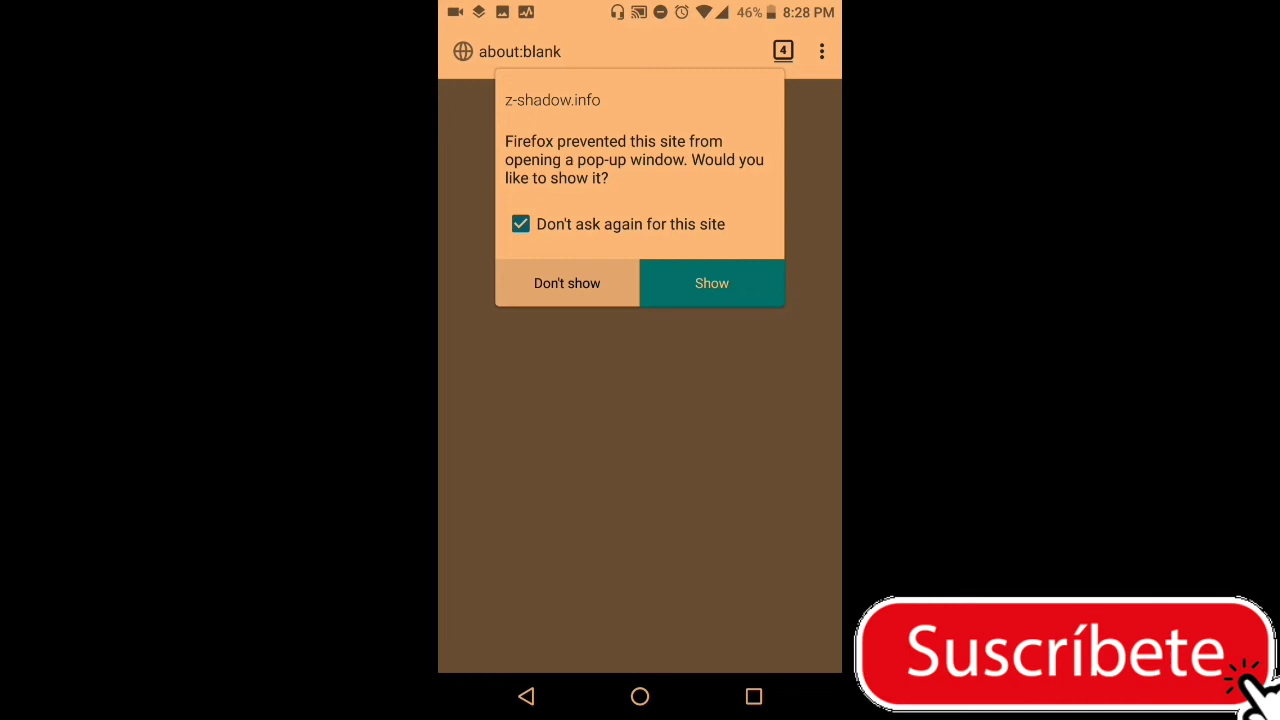 46% 8:28 PM
about:blank 4
z-shadow.info
Firefox prevented this site from
opening a pop-up window. Would you
like to show it?
Don't ask again for this site
Don't show Show
Suscríbete